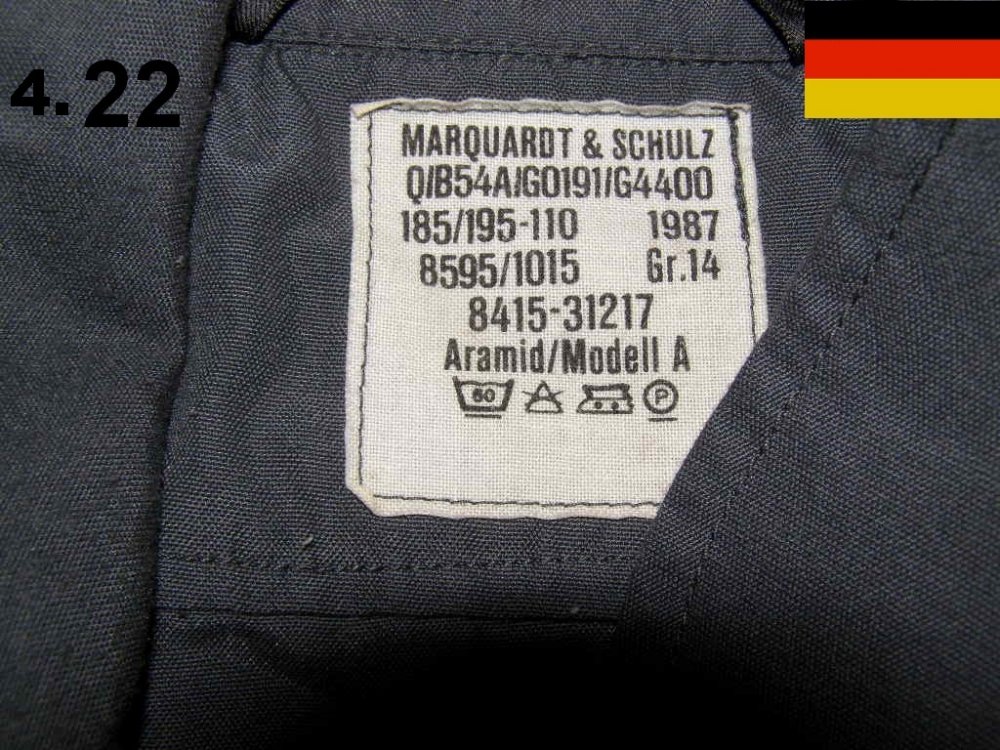 4.22
MARQUARDT & SCHULZ
Q/B54A/G0191/G4400
185/195-110 1987
8595/1015 Gr.14
8415-31217
Aramid/Modell A
60 P